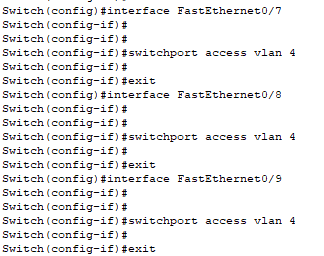 Switch(config)#interface FastEthernet0/7
Switch(config-if)#
Switch(config-if)#
Switch(config-if)#switchport access vlan 4
Switch(config-if)#
Switch(config-if)#exit
Switch(config)#interface FastEthernet0/8
Switch(config-if)#
Switch(config-if)#
Switch(config-if)#switchport access vlan 4
Switch(config-if)#
Switch(config-if)#exit
Switch(config)#interface FastEthernet0/9
Switch(config-if)#
Switch(config-if)#
Switch(config-if)#switchport access vlan 4
Switch(config-if)#
Switch(config-if)#exit